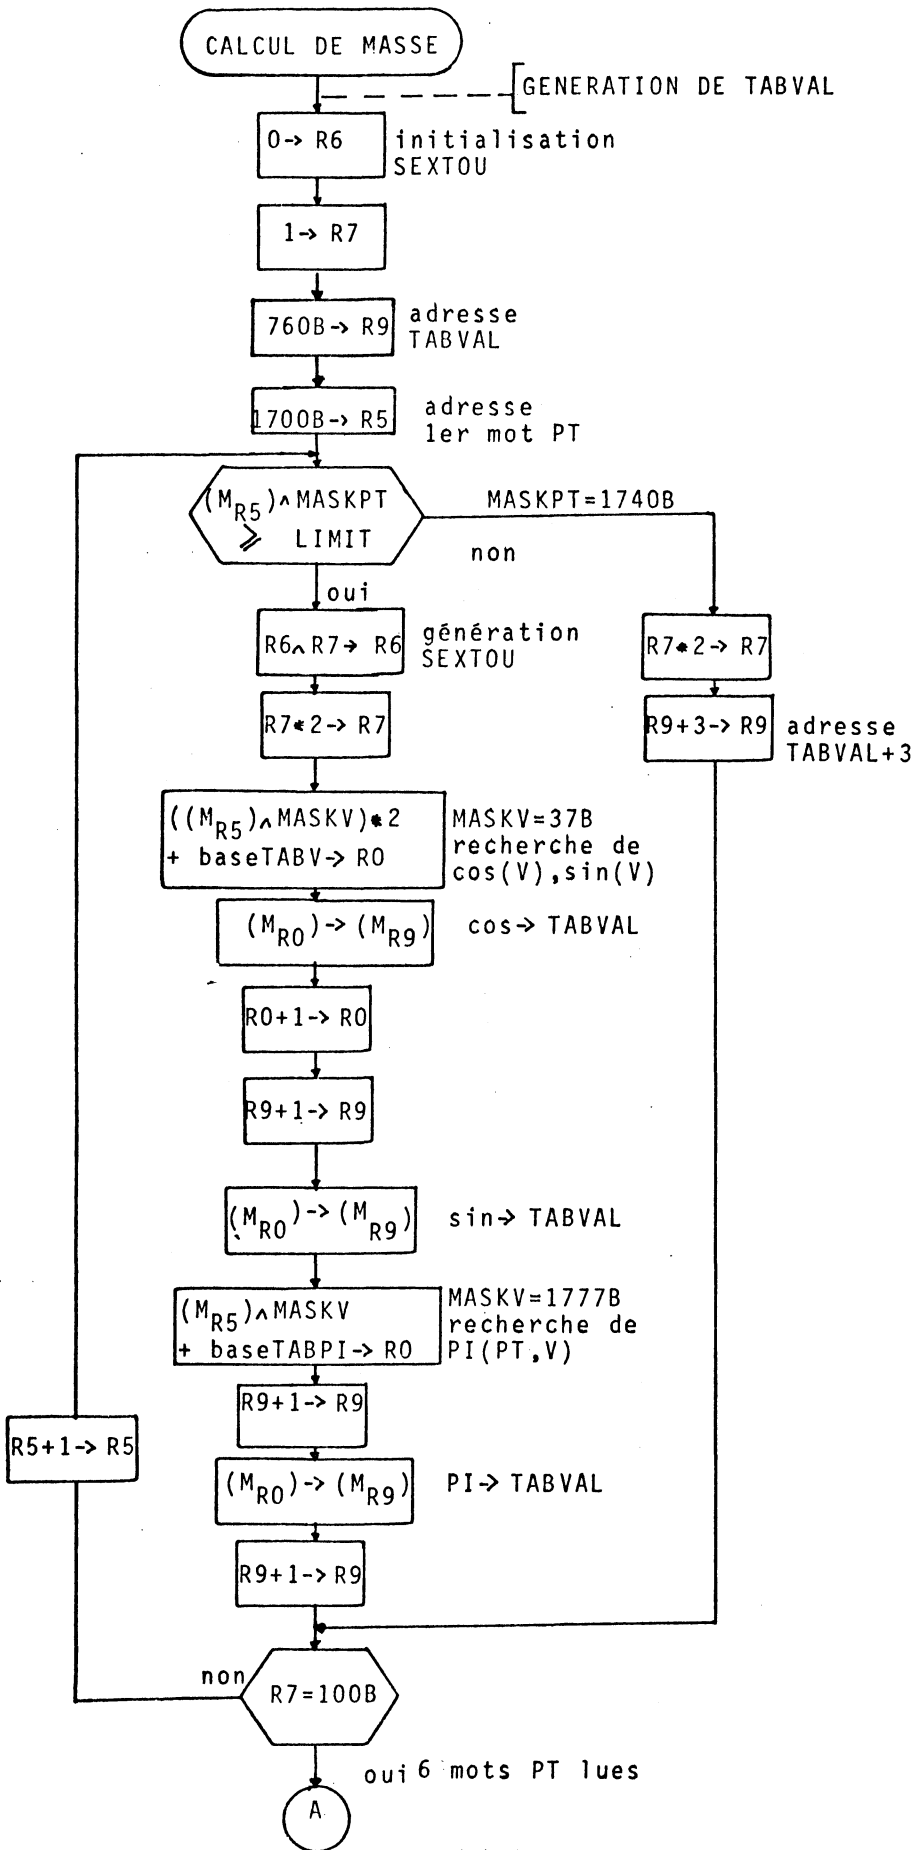 CALCUL DE MASSE
GENERATION DE TABVAL
0→ R6
initialisation
SEXTOU
1→ R7
760B→ R9
adresse
TABVAL
1700B→ R5
adresse
1er mot PT
(M_R5)∧MASKPT
⩾ LIMIT
MASKPT=1740B
non
oui
R6∧R7→ R6
génération
SEXTOU
R7*2→ R7
R7*2→ R7
R9+3→ R9
adresse
TABVAL+3
((M_R5)∧MASKV)*2
+ baseTABV→ R0
MASKV=37B
recherche de
cos(V),sin(V)
(M_R0)→(M_R9)
cos→ TABVAL
R0+1→ R0
R9+1→ R9
(M_R0)→(M_R9)
sin→ TABVAL
(M_R5)∧MASKV
+ baseTABPI→ R0
MASKV=1777B
recherche de
PI(PT,V)
R9+1→ R9
R5+1→ R5
(M_R0)→(M_R9)
PI→ TABVAL
R9+1→ R9
non
R7=100B
oui 6 mots PT lues
A